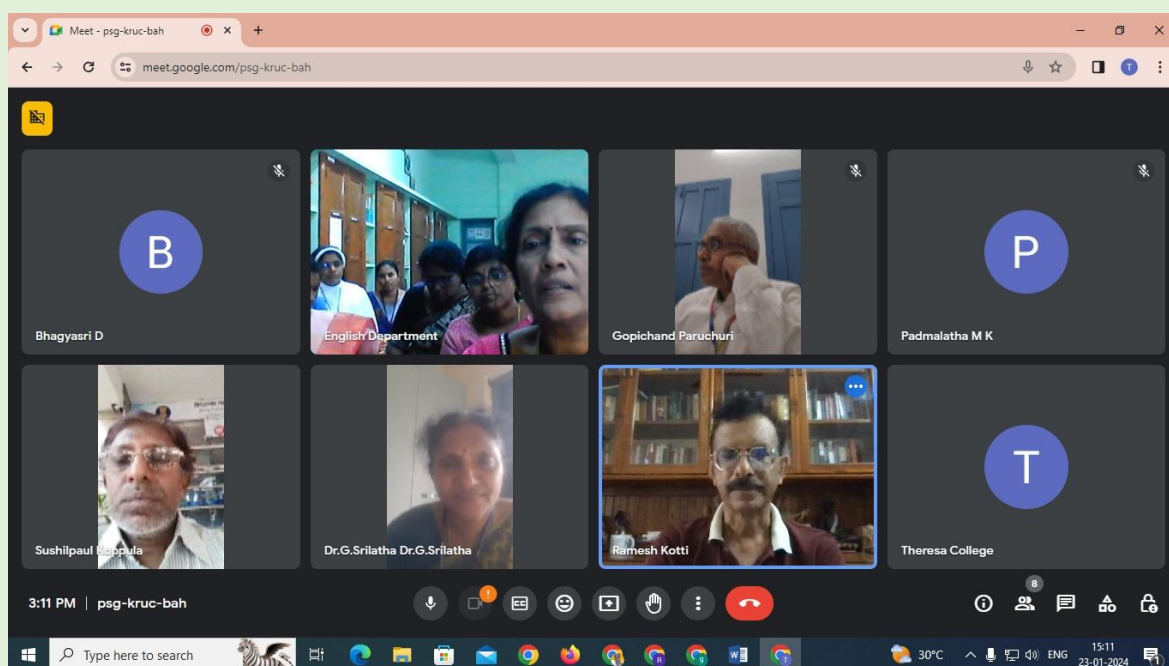 Meet - psg-kruc-bah
meet.google.com/psg-kruc-bah
T
B
Bhagyasri D
English Department
Gopichand Paruchuri
P
Padmalatha M K
Sushilpaul Koppula
Dr.G.Srilatha Dr.G.Srilatha
Ramesh Kotti
T
Theresa College
3:11 PM | psg-kruc-bah
CC
8
Type here to search
30°C
ENG
15:11
23-01-2024